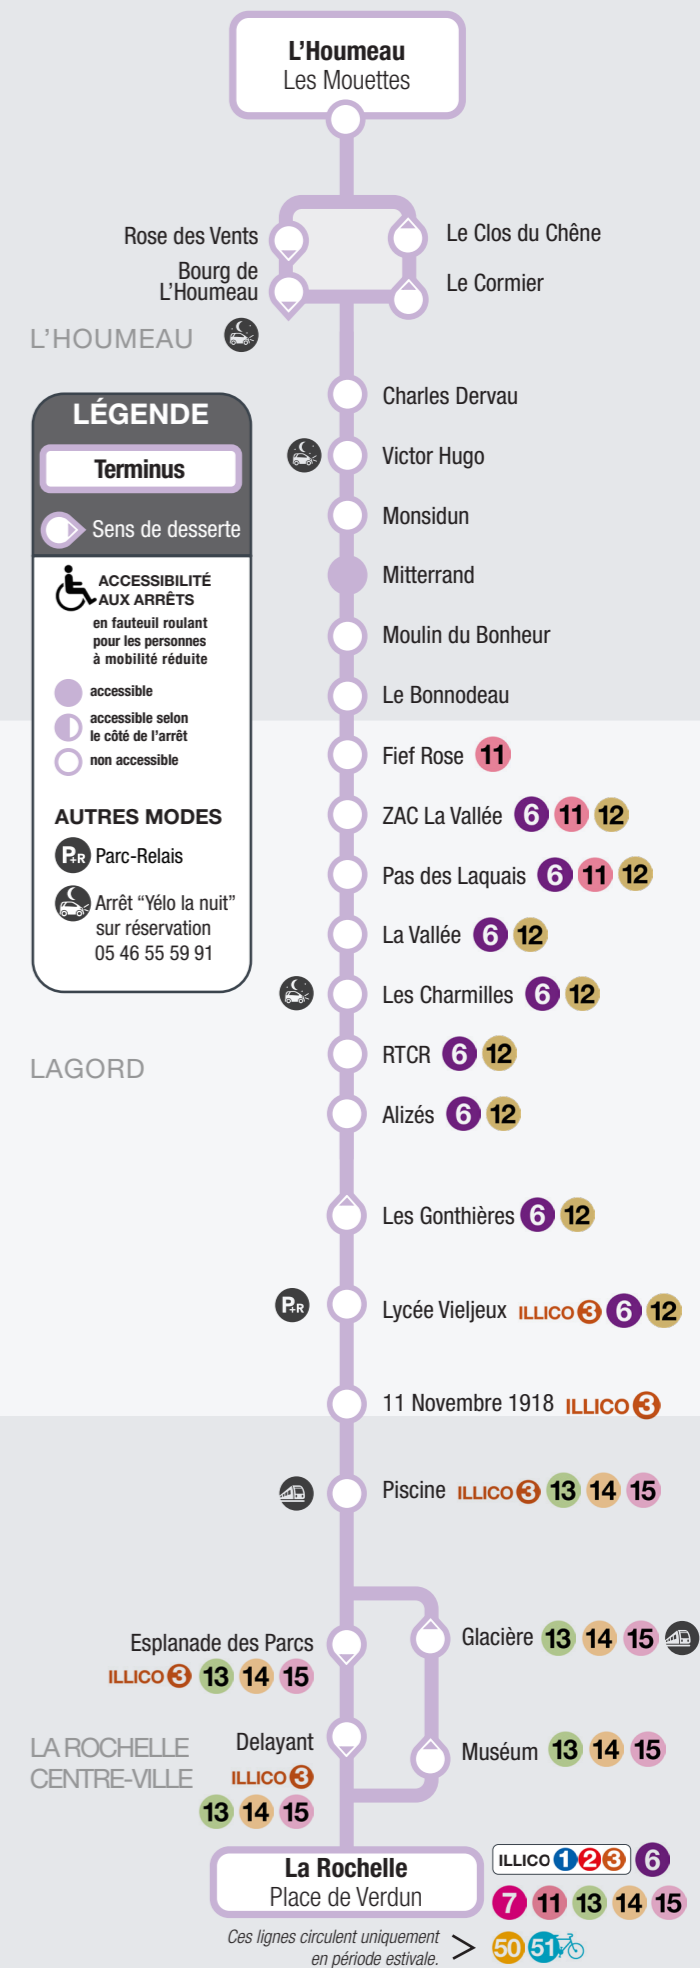 L'Houmeau
Les Mouettes
Rose des Vents
Le Clos du Chêne
Bourg de
L'Houmeau
Le Cormier
L'HOUMEAU
Charles Dervau
LÉGENDE
Terminus
Sens de desserte
ACCESSIBILITÉ
AUX ARRÊTS
en fauteuil roulant
pour les personnes
à mobilité réduite
accessible
accessible selon
le côté de l'arrêt
non accessible
AUTRES MODES
P+R Parc-Relais
Arrêt “Yélo la nuit”
sur réservation
05 46 55 59 91
Victor Hugo
Monsidun
Mitterrand
Moulin du Bonheur
Le Bonnodeau
Fief Rose 11
ZAC La Vallée 6 11 12
Pas des Laquais 6 11 12
La Vallée 6 12
Les Charmilles 6 12
LAGORD
RTCR 6 12
Alizés 6 12
Les Gonthières 6 12
P+R Lycée Vieljeux ILLICO 3 6 12
11 Novembre 1918 ILLICO 3
Piscine ILLICO 3 13 14 15
Esplanade des Parcs
ILLICO 3 13 14 15
Glacière 13 14 15
LA ROCHELLE
CENTRE-VILLE
Delayant
ILLICO 3
13 14 15
Muséum 13 14 15
La Rochelle
Place de Verdun
ILLICO 1 2 3 6
7 11 13 14 15
Ces lignes circulent uniquement
en période estivale. > 50 51